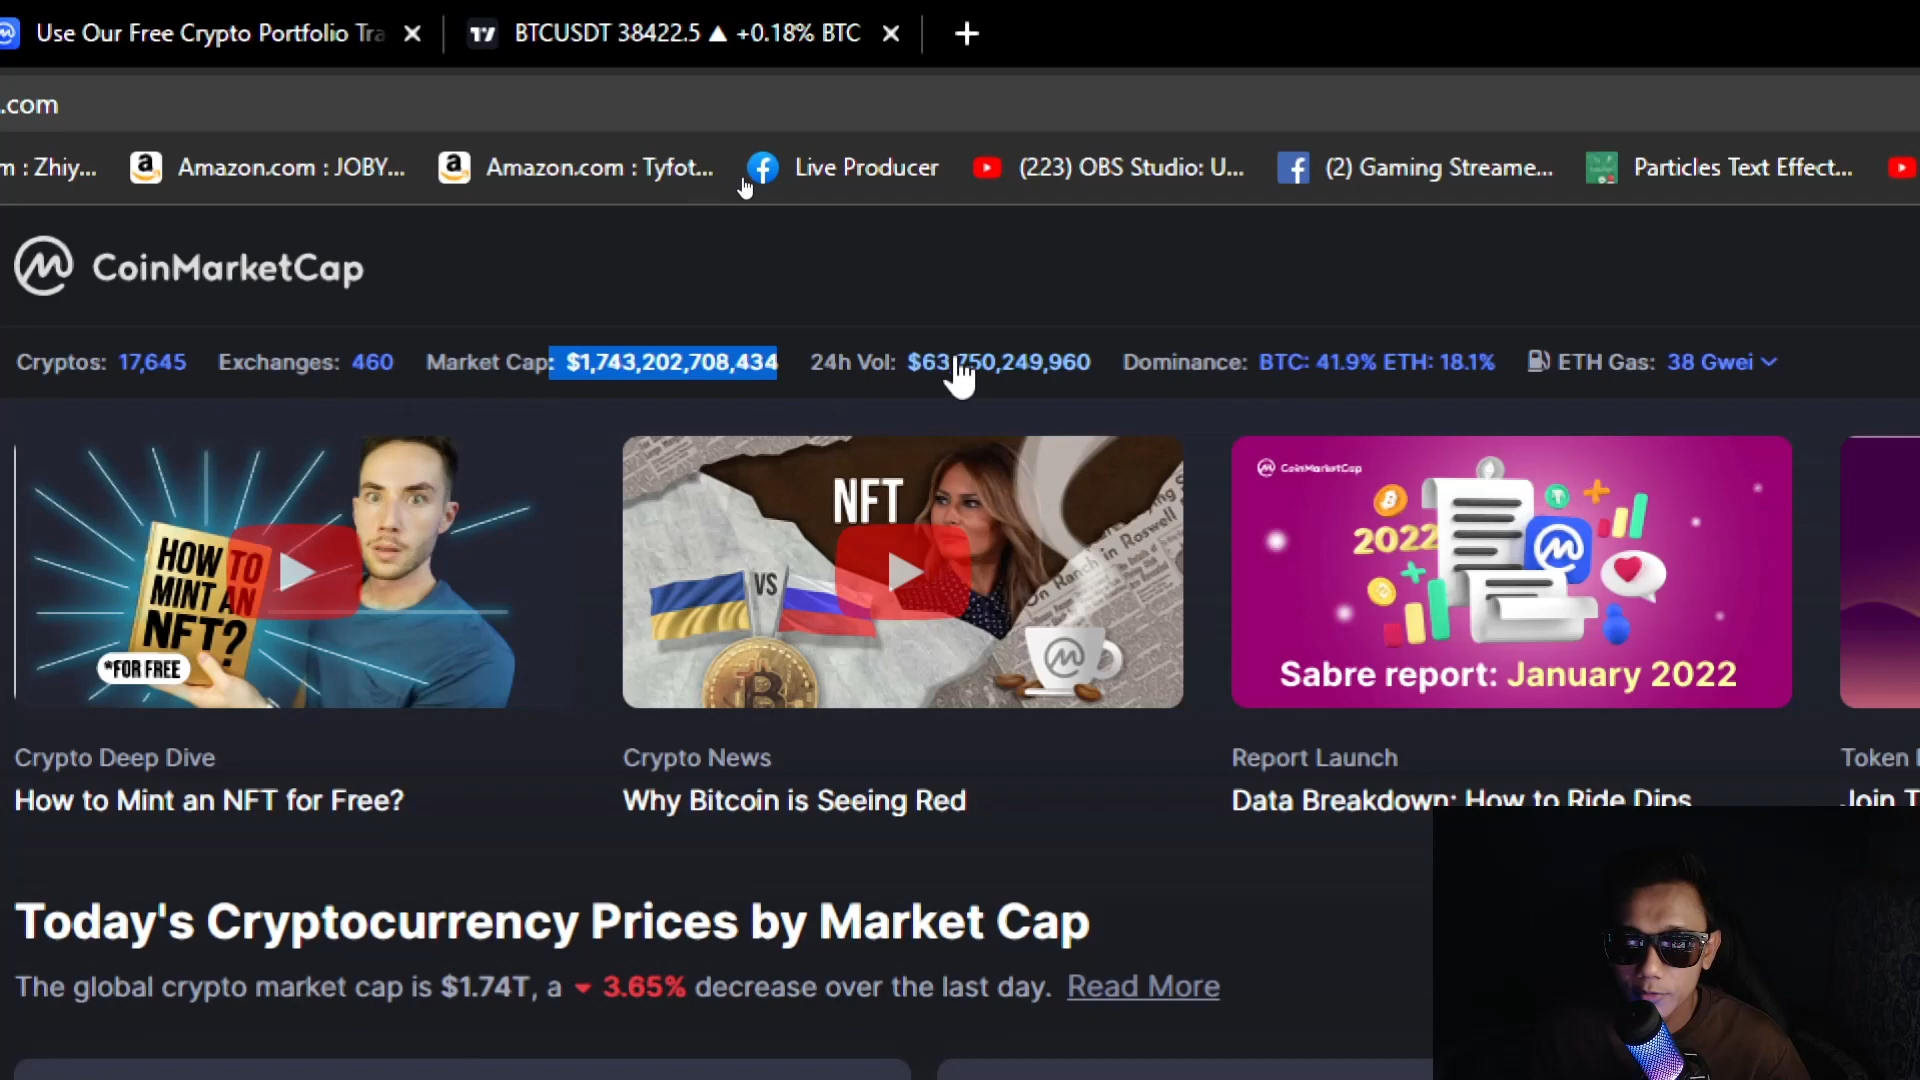 Use Our Free Crypto Portfolio Tra
BTCUSDT 38422.5 ▲ +0.18% BTC
.com
m : Zhiy...
Amazon.com : JOBY...
Amazon.com : Tyfot...
Live Producer
(223) OBS Studio: U...
(2) Gaming Streame...
Particles Text Effect...
CoinMarketCap
Cryptos: 17,645 Exchanges: 460 Market Cap: $1,743,202,708,434 24h Vol: $63,750,249,960 Dominance: BTC: 41.9% ETH: 18.1% ETH Gas: 38 Gwei
HOW TO
MINT AN
NFT?
*FOR FREE
NFT
VS
On Ranch in Roswell
CoinMarketCap
2022
Sabre report: January 2022
Crypto Deep Dive
How to Mint an NFT for Free?
Crypto News
Why Bitcoin is Seeing Red
Report Launch
Data Breakdown: How to Ride Dips
Token
Join T
Today's Cryptocurrency Prices by Market Cap
The global crypto market cap is $1.74T, a ▼ 3.65% decrease over the last day. Read More